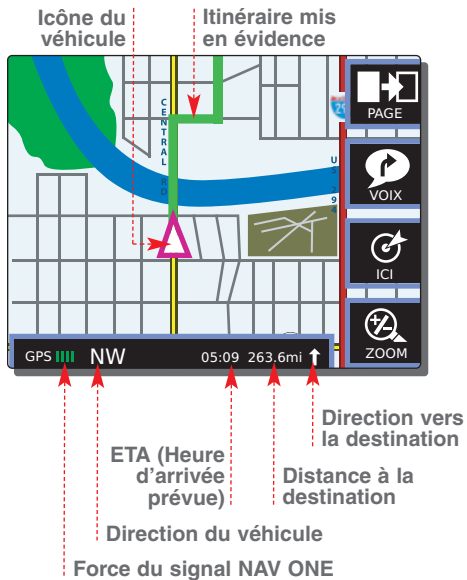 Icône du
véhicule
Itinéraire mis
en évidence
CENTRAL RD
29
US 294
PAGE
VOIX
ICI
ZOOM
GPS NW 05:09 263.6mi
Direction vers
la destination
ETA (Heure
d'arrivée
prévue)
Distance à la
destination
Direction du véhicule
Force du signal NAV ONE